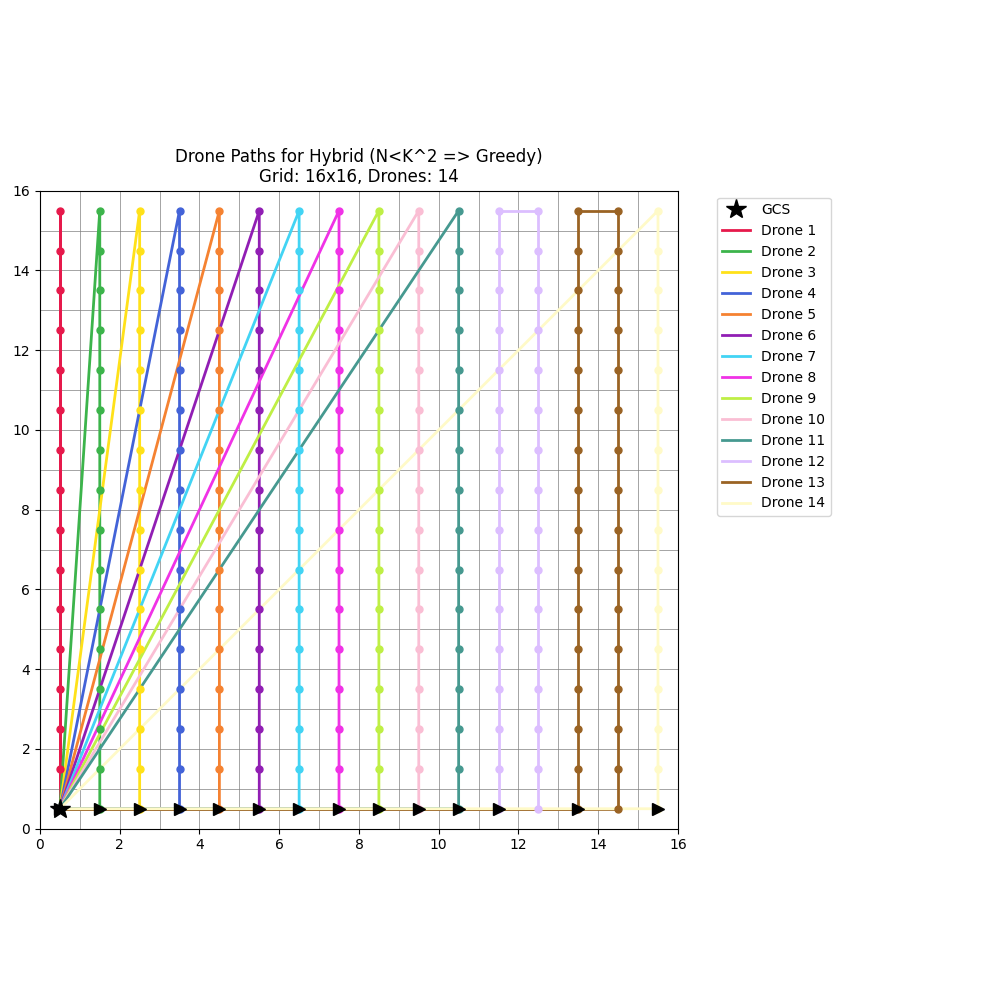 Drone Paths for Hybrid (N<K^2 => Greedy)
Grid: 16x16, Drones: 14
16
14
12
10
8
6
4
2
0
0 2 4 6 8 10 12 14 16
GCS
Drone 1
Drone 2
Drone 3
Drone 4
Drone 5
Drone 6
Drone 7
Drone 8
Drone 9
Drone 10
Drone 11
Drone 12
Drone 13
Drone 14